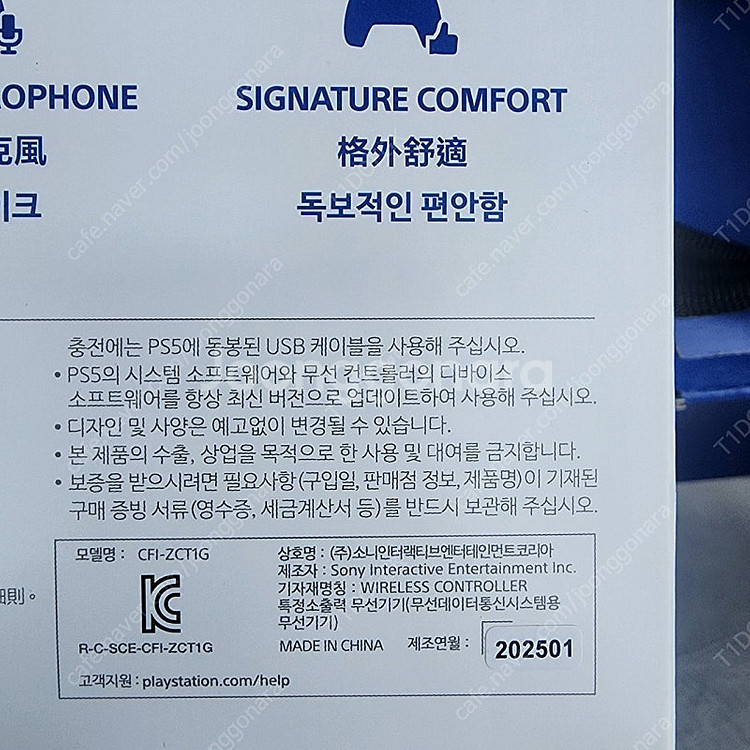 OPHONE
SIGNATURE COMFORT
克風
格外舒適
이크
독보적인 편안함
충전에는 PS5에 동봉된 USB 케이블을 사용해 주십시오.
• PS5의 시스템 소프트웨어와 무선 컨트롤러의 디바이스
소프트웨어를 항상 최신 버전으로 업데이트하여 사용해 주십시오.
• 디자인 및 사양은 예고없이 변경될 수 있습니다.
• 본 제품의 수출, 상업을 목적으로 한 사용 및 대여를 금지합니다.
• 보증을 받으시려면 필요사항(구입일, 판매점 정보, 제품명)이 기재된
구매 증빙 서류(영수증, 세금계산서 등)를 반드시 보관해 주십시오.
細則。
모델명 : CFI-ZCT1G
R-C-SCE-CFI-ZCT1G
상호명 : (주)소니인터랙티브엔터테인먼트코리아
제조자 : Sony Interactive Entertainment Inc.
기자재명칭 : WIRELESS CONTROLLER
특정소출력 무선기기(무선데이터통신시스템용
무선기기)
MADE IN CHINA 제조연월 : 202501
고객지원 : playstation.com/help
Joonggonara
cafe.naver.com/joonggonara